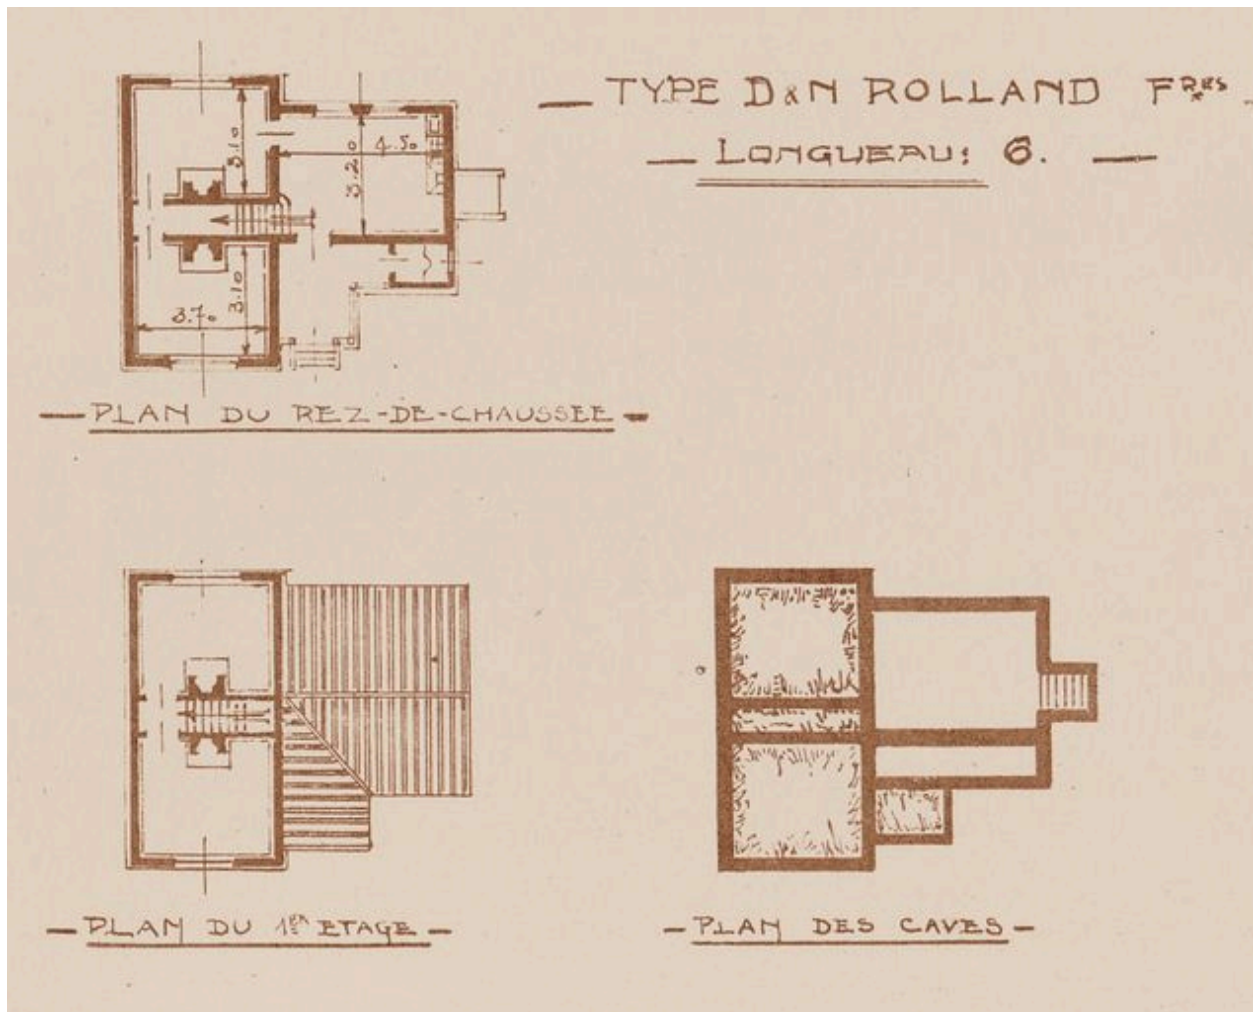 TYPE D&N ROLLAND FRES
LONGUEAU: 6.
3.10
4.50
3.20
3.10
3.70
PLAN DU REZ-DE-CHAUSSEE
PLAN DU 1ER ETAGE
PLAN DES CAVES